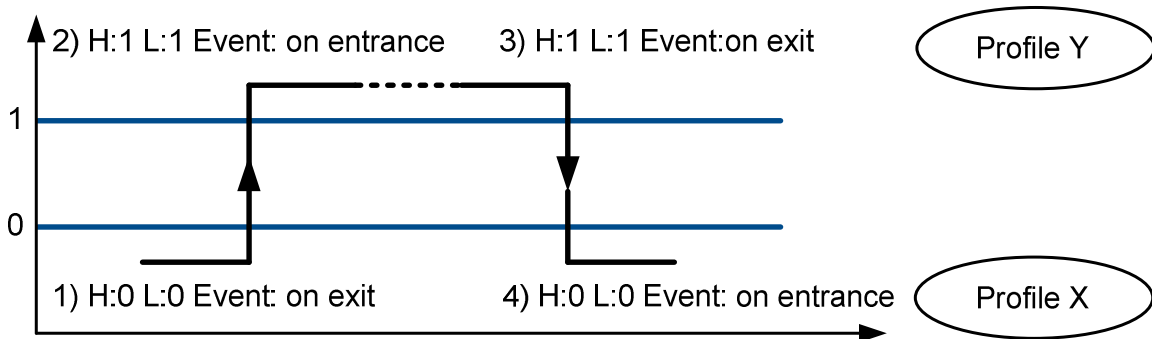 2) H:1 L:1 Event: on entrance
3) H:1 L:1 Event:on exit
Profile Y
1
0
1) H:0 L:0 Event: on exit
4) H:0 L:0 Event: on entrance
Profile X